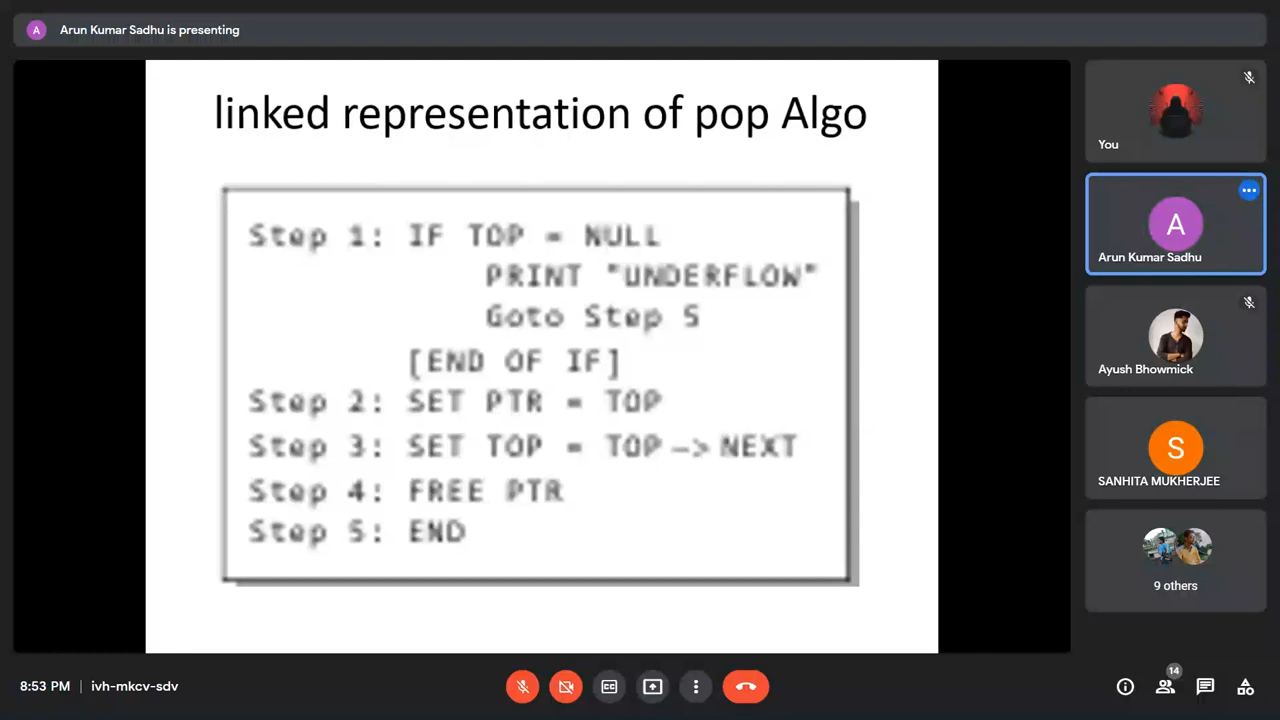 A Arun Kumar Sadhu is presenting
linked representation of pop Algo
Step 1: IF TOP = NULL
PRINT "UNDERFLOW"
Goto Step 5
[END OF IF]
Step 2: SET PTR = TOP
Step 3: SET TOP = TOP -> NEXT
Step 4: FREE PTR
Step 5: END
You
A
Arun Kumar Sadhu
Ayush Bhowmick
S
SANHITA MUKHERJEE
9 others
8:53 PM | ivh-mkcv-sdv
CC
14